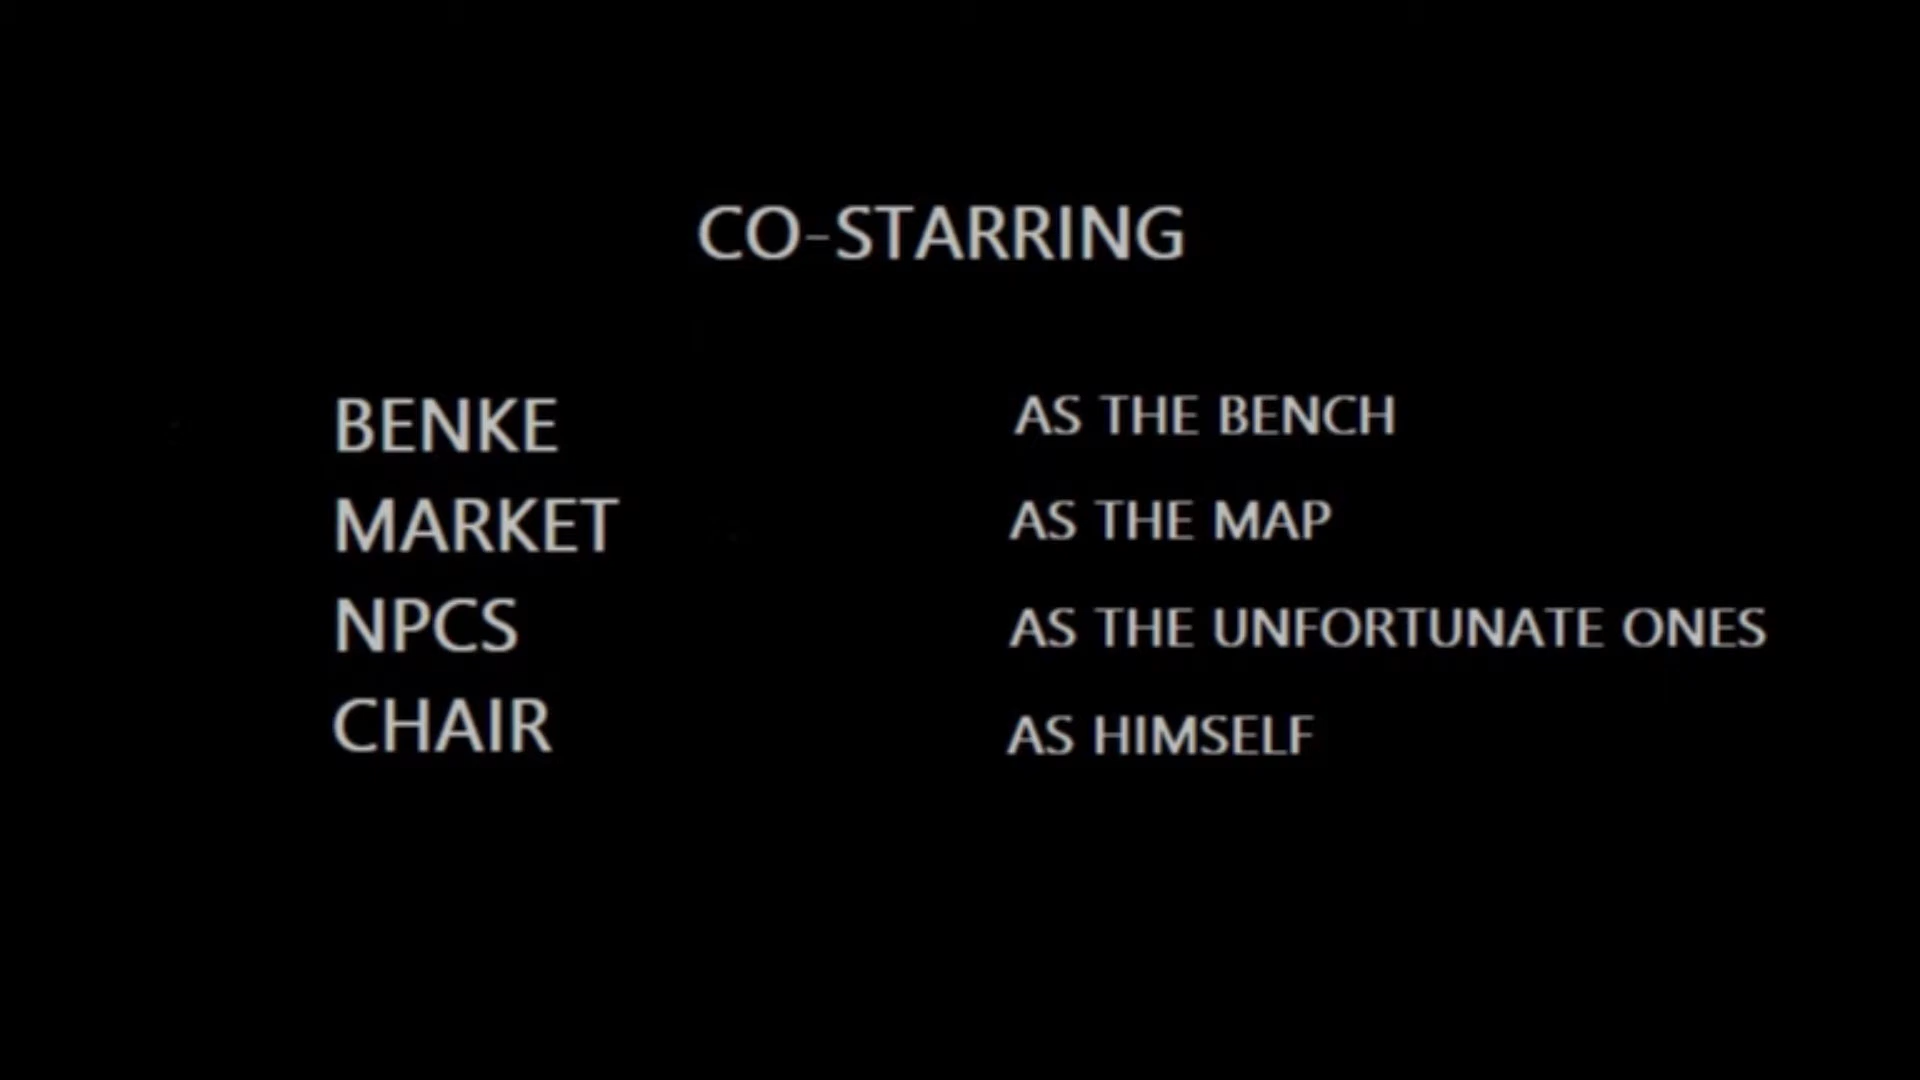 CO-STARRING
BENKE AS THE BENCH
MARKET AS THE MAP
NPCS AS THE UNFORTUNATE ONES
CHAIR AS HIMSELF